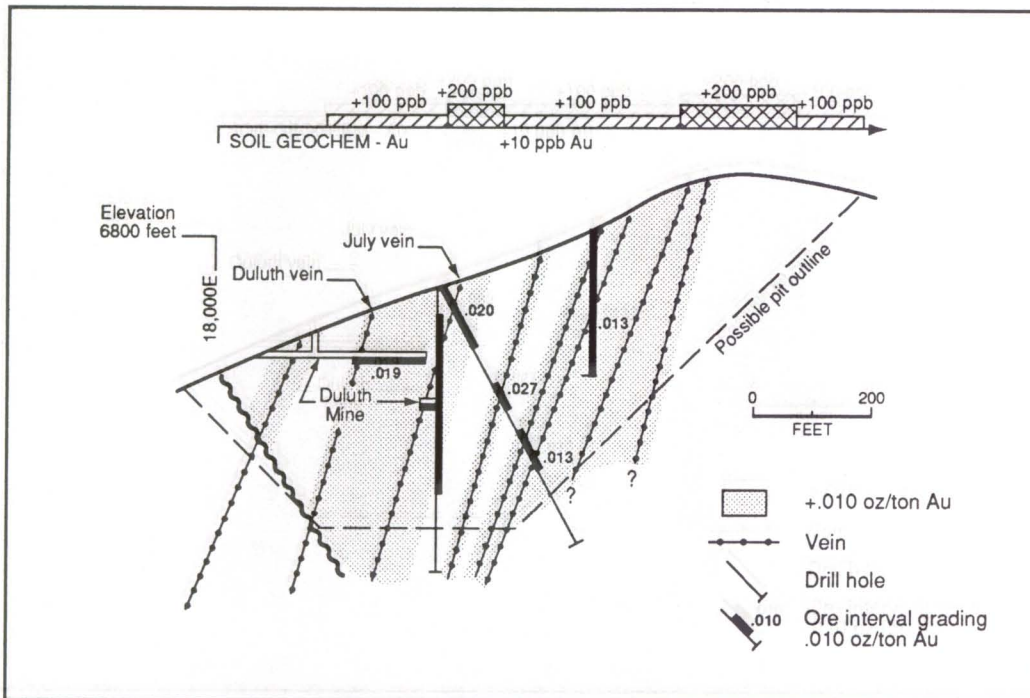 +100 ppb
+200 ppb
+100 ppb
+200 ppb
+100 ppb
SOIL GEOCHEM - Au
+10 ppb Au
Elevation
6800 feet
18,000E
Duluth vein
July vein
.020
.013
.019
.027
.013
Duluth
Mine
Possible pit outline
0 200
FEET
?
?
+.010 oz/ton Au
Vein
Drill hole
.010
Ore interval grading
.010 oz/ton Au